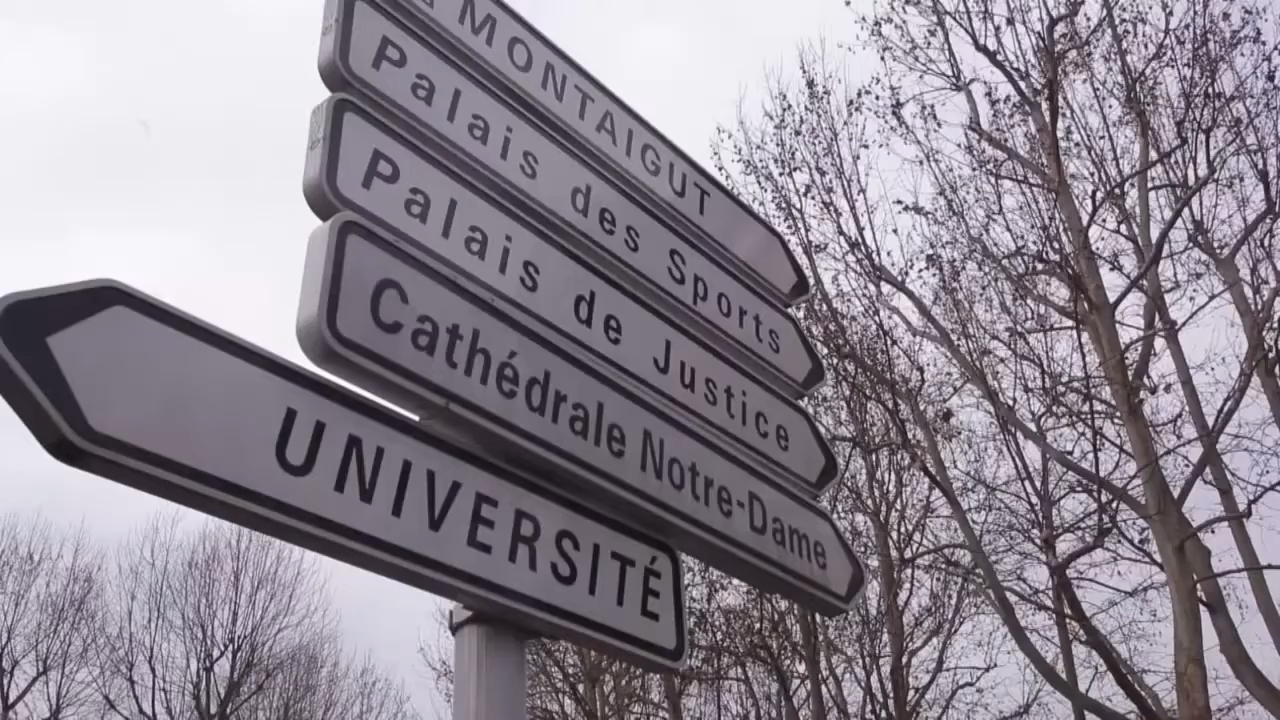 MONTAIGUT
Palais des Sports
Palais de Justice
Cathédrale Notre-Dame
UNIVERSITÉ